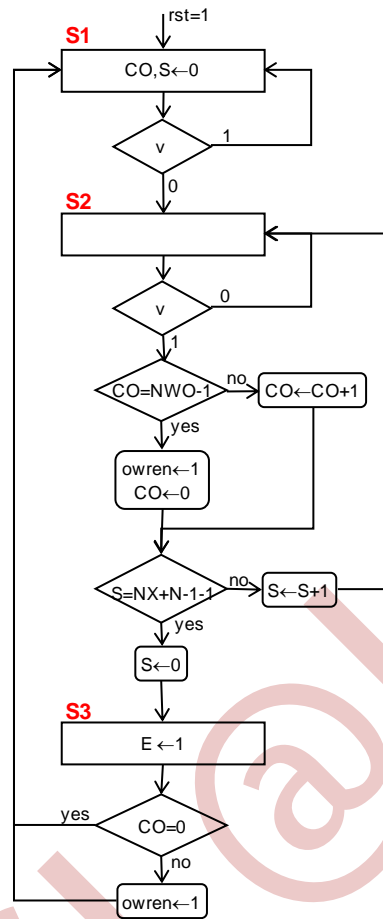 rst=1
S1
CO,S←0
v
1
0
S2
v
0
1
CO=NWO-1
no
CO←CO+1
yes
owren←1
CO←0
S=NX+N-1-1
no
S←S+1
yes
S←0
S3
E ←1
yes
CO=0
no
owren←1